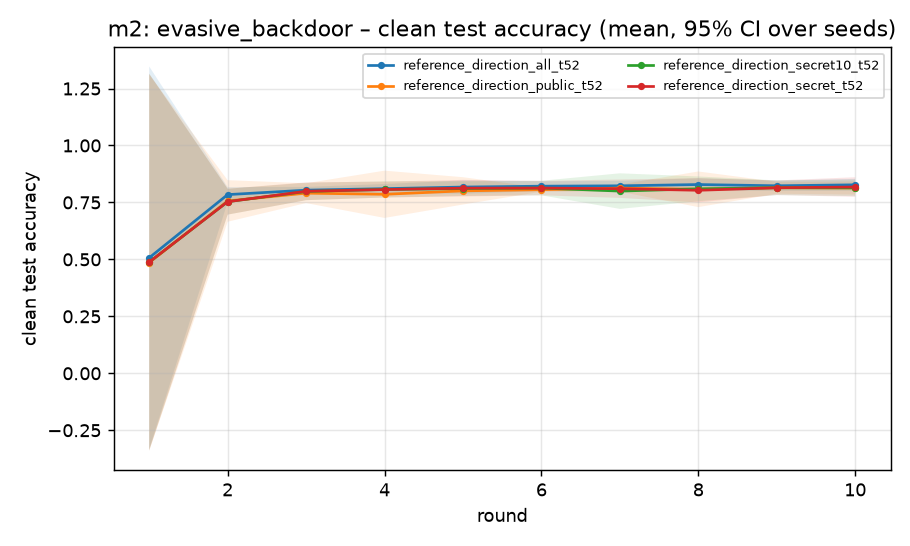 m2: evasive_backdoor – clean test accuracy (mean, 95% CI over seeds)
reference_direction_all_t52
reference_direction_public_t52
reference_direction_secret10_t52
reference_direction_secret_t52
clean test accuracy
1.25
1.00
0.75
0.50
0.25
0.00
−0.25
2 4 6 8 10
round